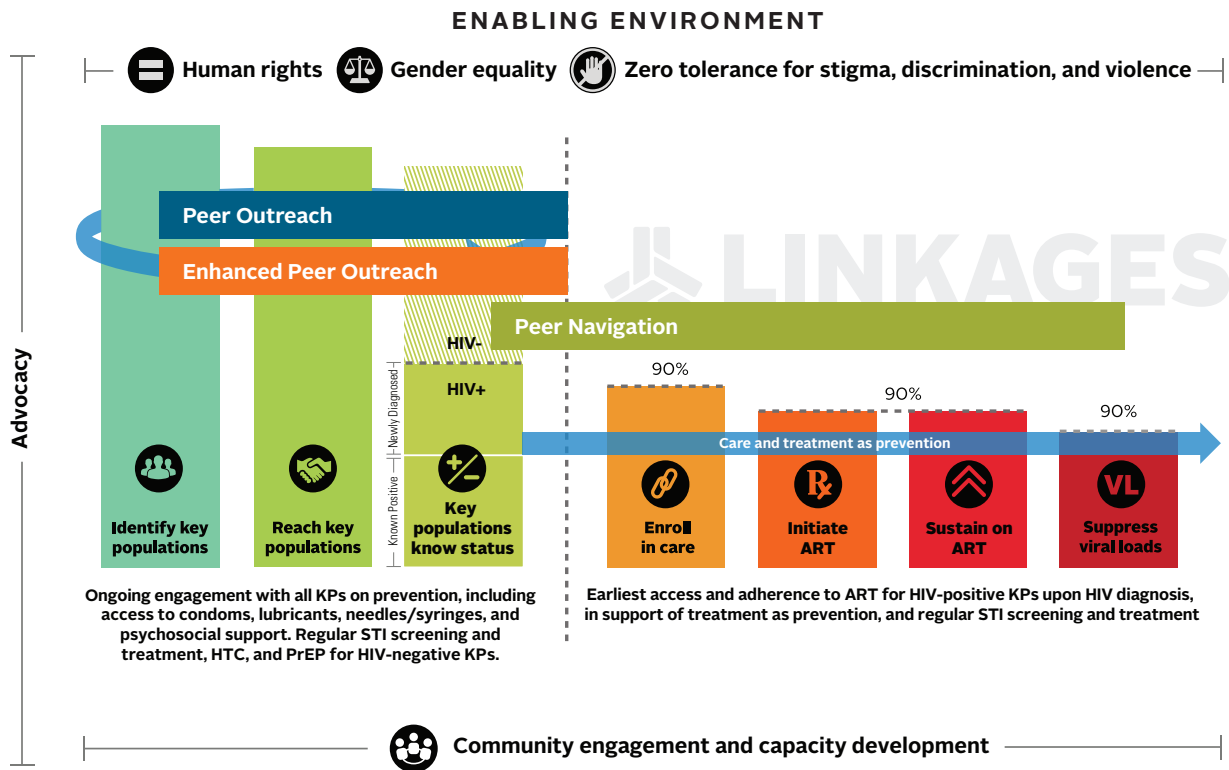 ENABLING ENVIRONMENT
Human rights
Gender equality
Zero tolerance for stigma, discrimination, and violence
Advocacy
Peer Outreach
Enhanced Peer Outreach
LINKAGES
Peer Navigation
HIV-
HIV+
Newly Diagnosed
Known Positive
90%
90%
90%
Care and treatment as prevention
Identify key
populations
Reach key
populations
+/-
Key
populations
know status
Enroll
in care
Rx
Initiate
ART
Sustain on
ART
VL
Suppress
viral loads
Ongoing engagement with all KPs on prevention, including
access to condoms, lubricants, needles/syringes, and
psychosocial support. Regular STI screening and
treatment, HTC, and PrEP for HIV-negative KPs.
Earliest access and adherence to ART for HIV-positive KPs upon HIV diagnosis,
in support of treatment as prevention, and regular STI screening and treatment
Community engagement and capacity development